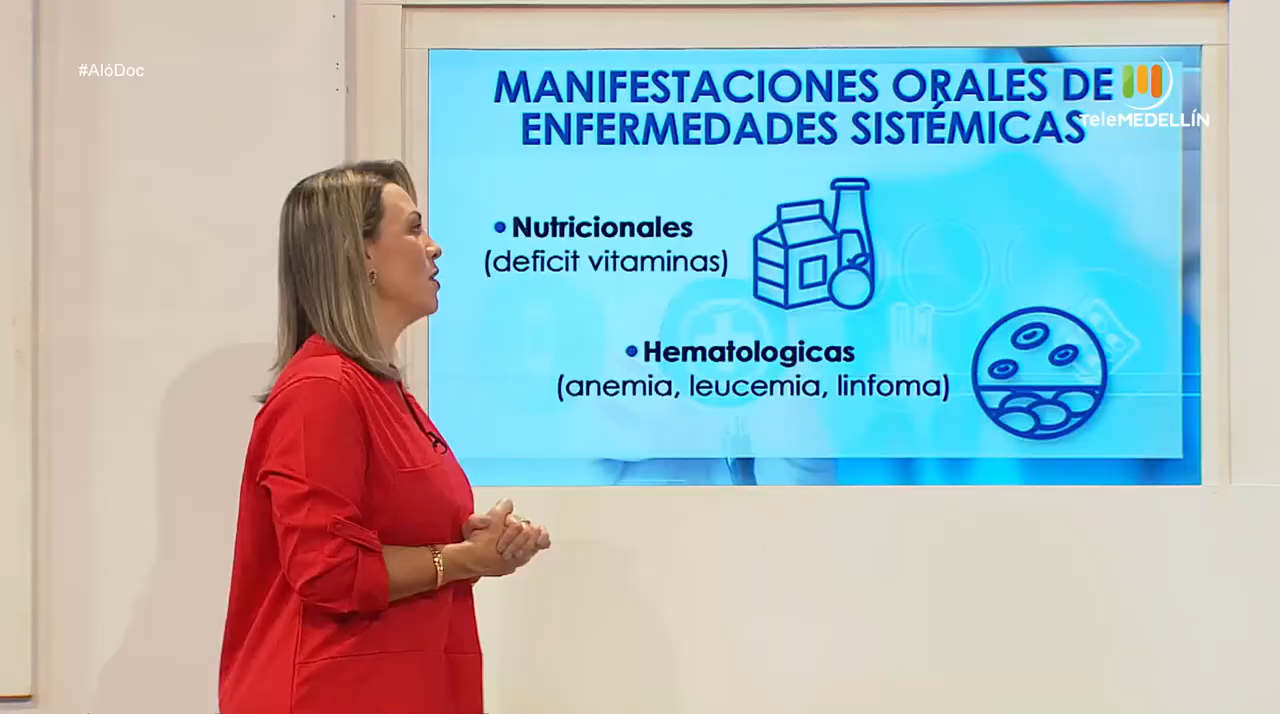 #AlóDoc
MANIFESTACIONES ORALES DE
ENFERMEDADES SISTÉMICAS
TeleMEDELLÍN
• Nutricionales
(deficit vitaminas)
• Hematologicas
(anemia, leucemia, linfoma)